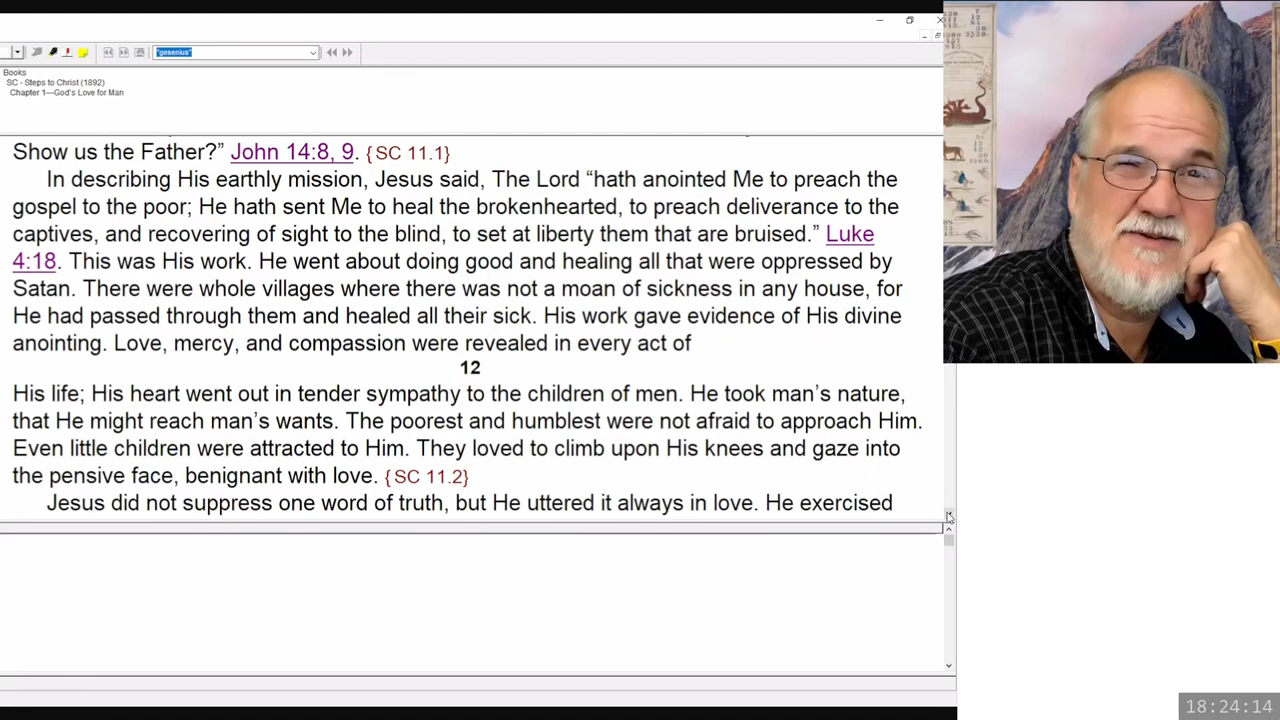 "gesenius"
Books
SC - Steps to Christ (1892)
Chapter 1—God's Love for Man
Show us the Father?” John 14:8, 9. {SC 11.1}
In describing His earthly mission, Jesus said, The Lord “hath anointed Me to preach the
gospel to the poor; He hath sent Me to heal the brokenhearted, to preach deliverance to the
captives, and recovering of sight to the blind, to set at liberty them that are bruised.” Luke
4:18. This was His work. He went about doing good and healing all that were oppressed by
Satan. There were whole villages where there was not a moan of sickness in any house, for
He had passed through them and healed all their sick. His work gave evidence of His divine
anointing. Love, mercy, and compassion were revealed in every act of
12
His life; His heart went out in tender sympathy to the children of men. He took man’s nature,
that He might reach man’s wants. The poorest and humblest were not afraid to approach Him.
Even little children were attracted to Him. They loved to climb upon His knees and gaze into
the pensive face, benignant with love. {SC 11.2}
Jesus did not suppress one word of truth, but He uttered it always in love. He exercised
18:24:14